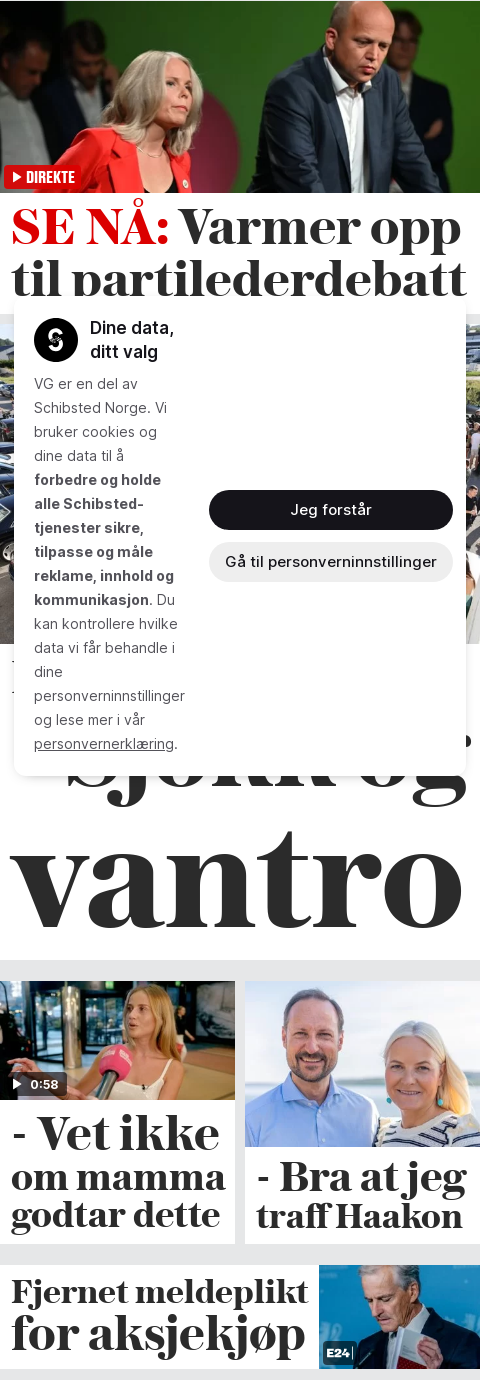 DIREKTE
SE NÅ: Varmer opp
til partilederdebatt
Dine data,
ditt valg
VG er en del av
Schibsted Norge. Vi
bruker cookies og
dine data til å
forbedre og holde
alle Schibsted-
tjenester sikre,
tilpasse og måle
reklame, innhold og
kommunikasjon. Du
kan kontrollere hvilke
data vi får behandle i
dine
personverninnstillinger
og lese mer i vår
personvernerklæring.
Jeg forstår
Gå til personverninnstillinger
sjokk og
vantro
0:58
- Vet ikke
om mamma
godtar dette
- Bra at jeg
traff Haakon
Fjernet meldeplikt
for aksjekjøp
E24